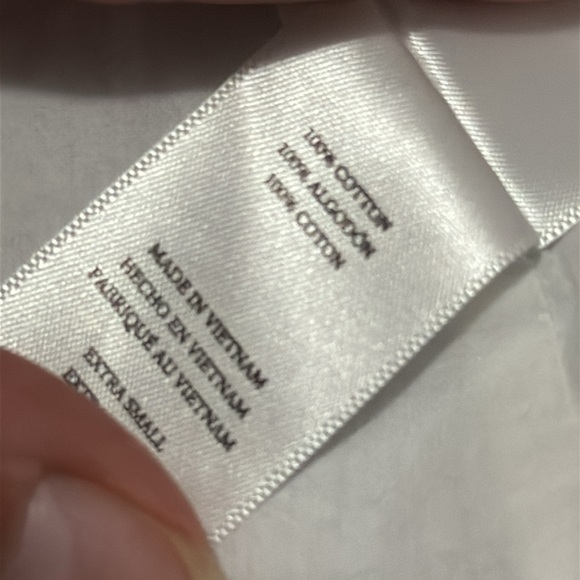 100% COTTON
100% ALGODÓN
100% COTON
MADE IN VIETNAM
HECHO EN VIETNAM
FABRIQUÉ AU VIETNAM
EXTRA SMALL